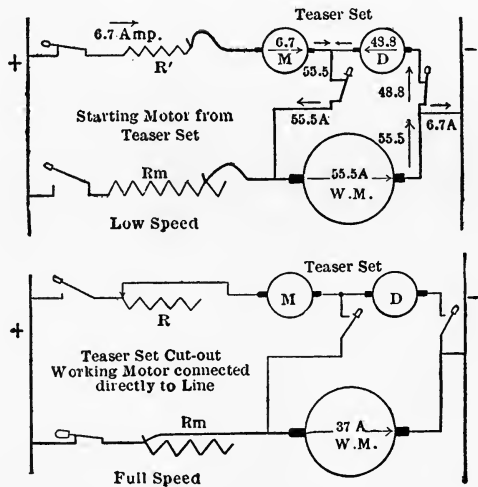 Teaser Set
6.7 Amp.
+
R'
6.7
M
48.8
D
−
55.5
48.8
Starting Motor from
Teaser Set
55.5A
55.5
6.7A
Rm
55.5A
W.M.
Low Speed
Teaser Set
+
R
M
D
−
Teaser Set Cut-out
Working Motor connected
directly to Line
Rm
37 A
W.M.
Full Speed